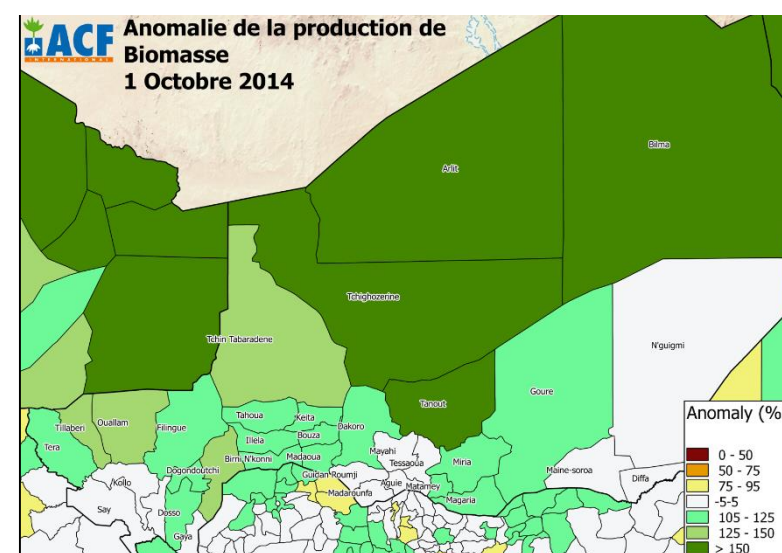 ACF
INTERNATIONAL
Anomalie de la production de
Biomasse
1 Octobre 2014
Bilma
Arlit
Tchighozerine
Tchin Tabaradene
N'guigmi
Goure
Tanout
Tahoua
Keita
Dakoro
Ouallam
Tillaberi
Filingue
Tera
Illela
Bouza
Mayahi
Birni N'konni
Madaoua
Tessaoua
Miria
Dogondoutchi
Maine-soroa
Guidan Roumji
Diffa
Kollo
Aguie
Matamey
Madarounfa
Say
Magaria
Dosso
Gaya
Anomaly (%
0 - 50
50 - 75
75 - 95
-5-5
105 - 125
125 - 150
> 150